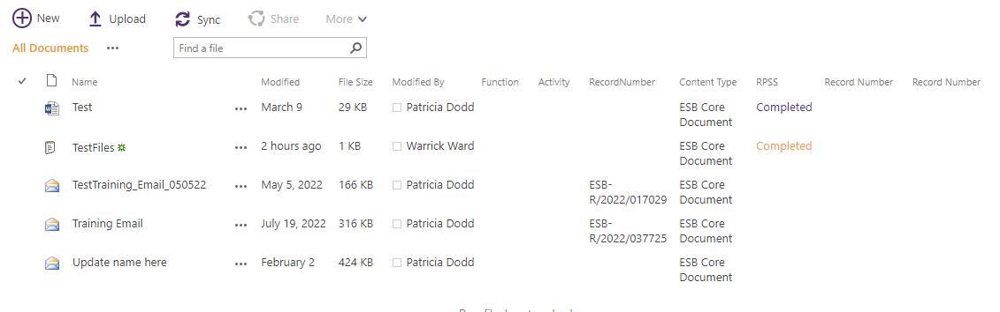 New Upload Sync Share More
All Documents ••• Find a file
Name Modified File Size Modified By Function Activity RecordNumber Content Type RPSS Record Number Record Number
Test ••• March 9 29 KB Patricia Dodd ESB Core Completed
Document
TestFiles ••• 2 hours ago 1 KB Warrick Ward ESB Core Completed
Document
TestTraining_Email_050522 ••• May 5, 2022 166 KB Patricia Dodd ESB- ESB Core
R/2022/017029 Document
Training Email ••• July 19, 2022 316 KB Patricia Dodd ESB- ESB Core
R/2022/037725 Document
Update name here ••• February 2 424 KB Patricia Dodd ESB Core
Document